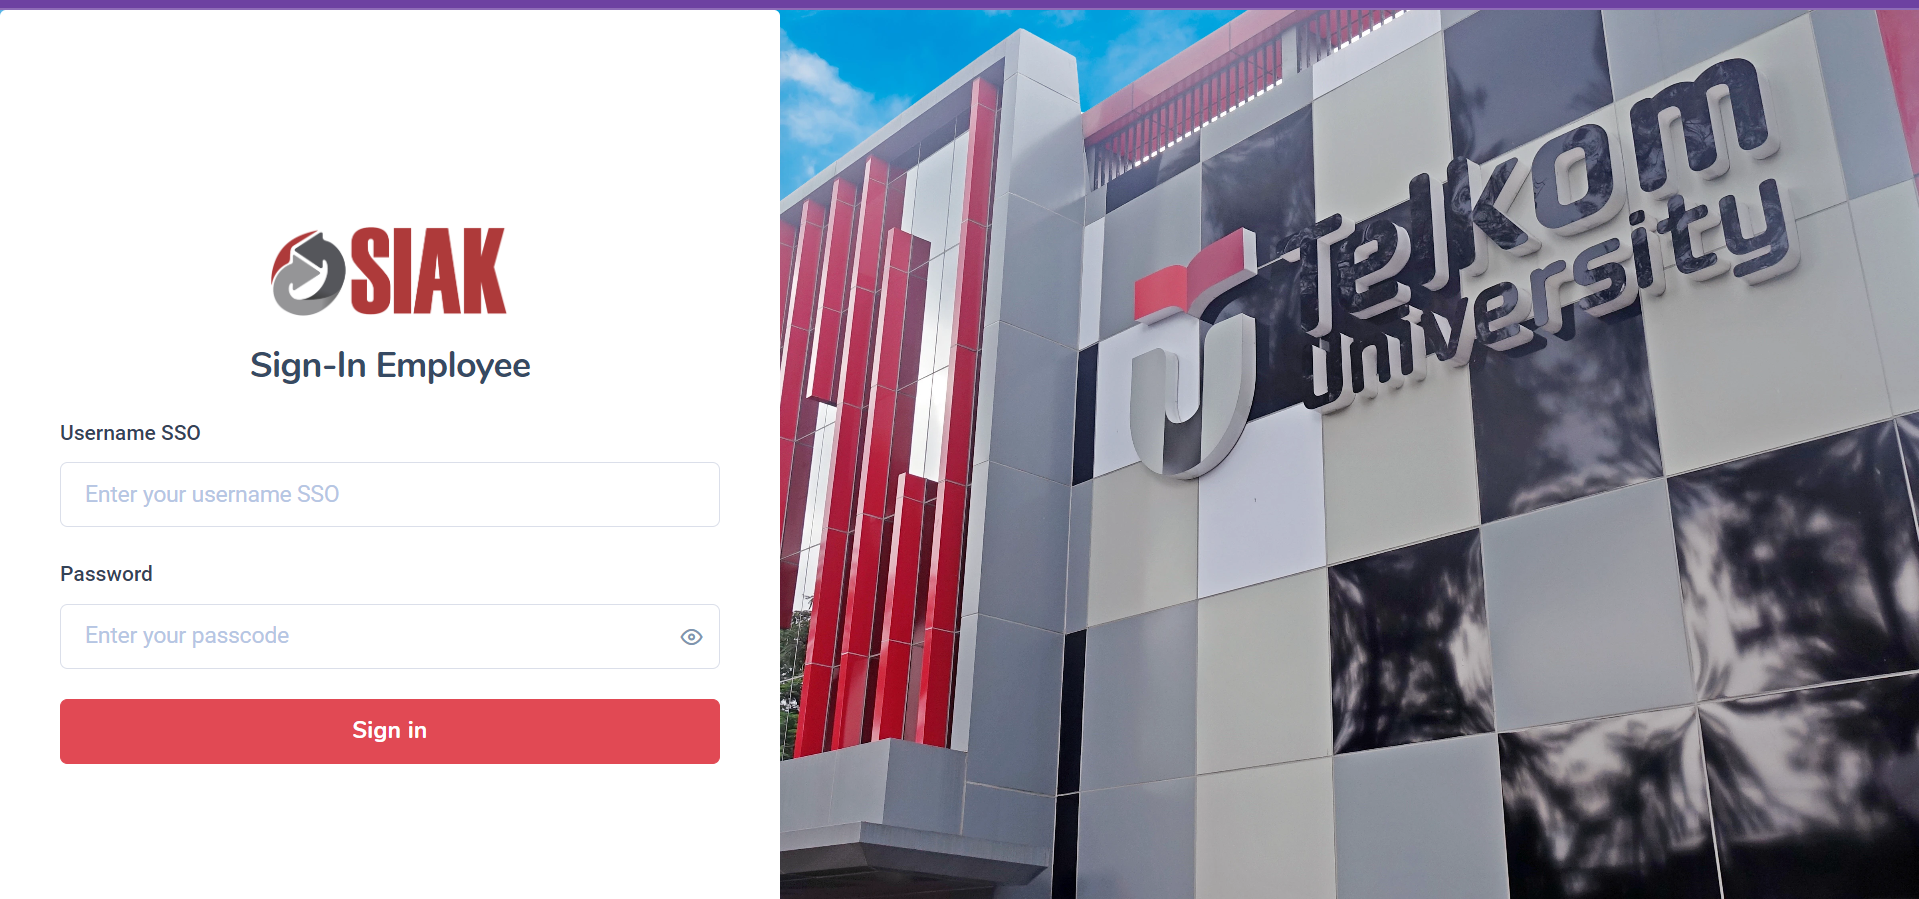 SIAK
Sign-In Employee
Username SSO
Enter your username SSO
Password
Enter your passcode
Sign in
Telkom
University